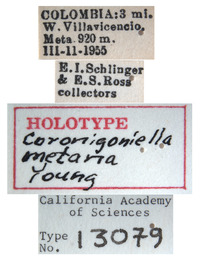 COLOMBIA: 3 mi.
W. Villavicencio,
Meta 920 m.
III-11-1955
E. I. Schlinger
& E. S. Ross
collectors
HOLOTYPE
Coronigoniella
metana
Young
California Academy
of Sciences
Type
No. 13079